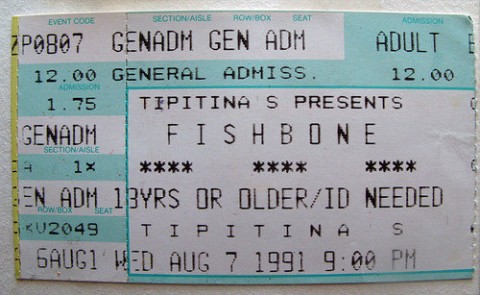 EVENT CODE SECTION/AISLE ROW/BOX SEAT ADMISSION
ZP0807 GENADM GEN ADM ADULT
12.00 GENERAL ADMISS. 12.00
ADMISSION
1.75 TIPITINA S PRESENTS
GENADM FISHBONE
SECTION/AISLE
1× **** **** ****
GEN ADM 18YRS OR OLDER/ID NEEDED
ROW/BOX SEAT
KV2049 TIPITINA S
6AUG1 WED AUG 7 1991 9:00 PM